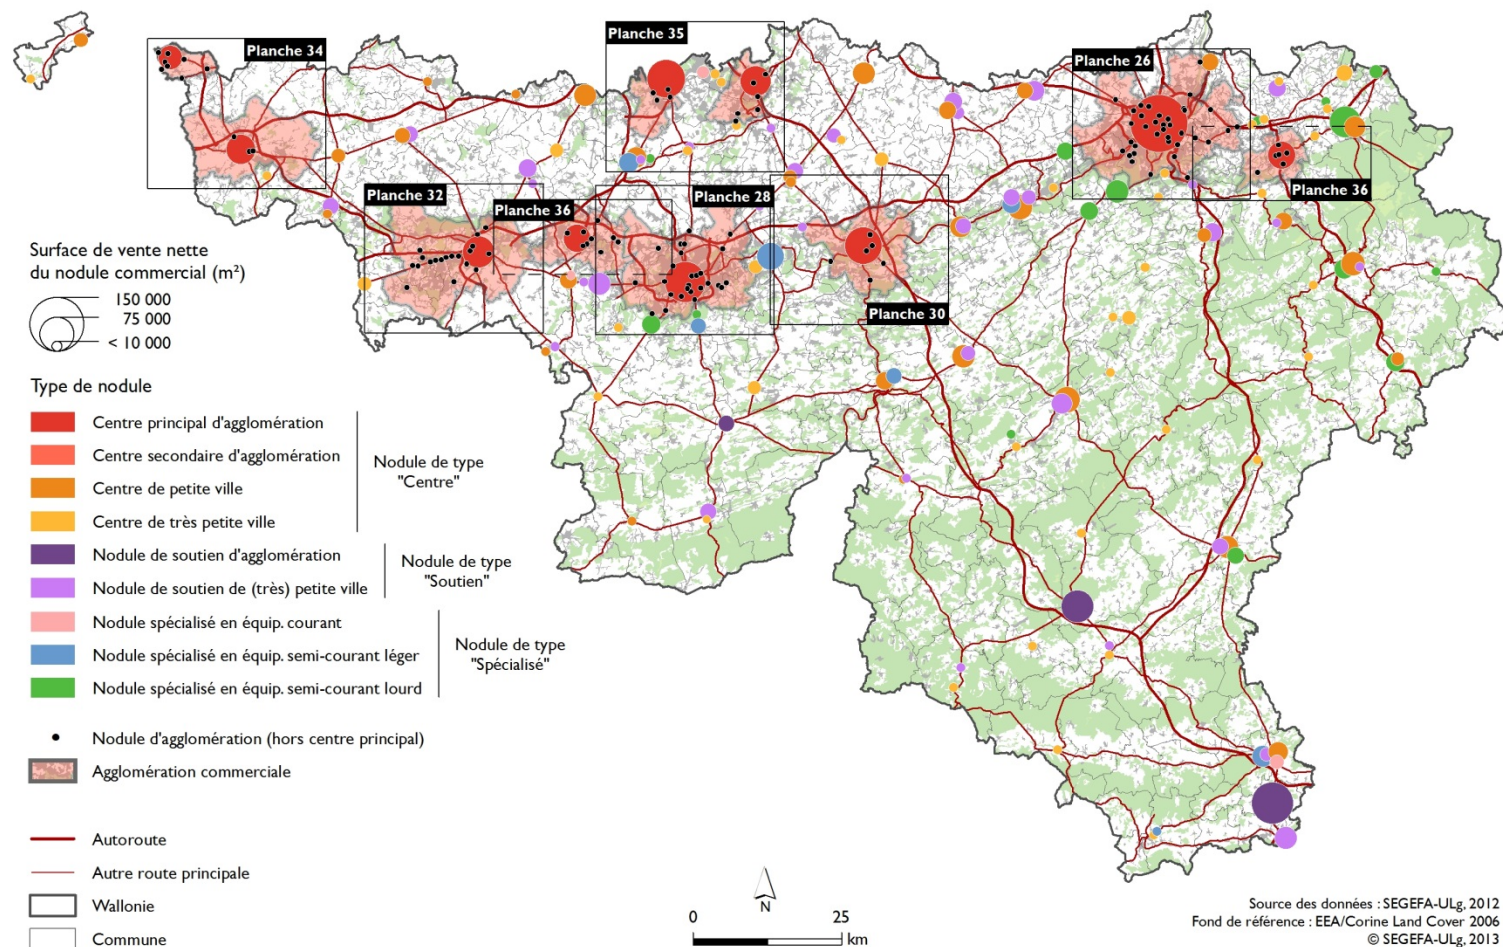 Planche 34
Planche 35
Planche 26
Planche 32
Planche 36
Planche 28
Planche 36
Planche 30
Surface de vente nette
du nodule commercial (m²)
150 000
75 000
< 10 000
Type de nodule
Centre principal d'agglomération
Centre secondaire d'agglomération
Centre de petite ville
Centre de très petite ville
Nodule de type
"Centre"
Nodule de soutien d'agglomération
Nodule de soutien de (très) petite ville
Nodule de type
"Soutien"
Nodule spécialisé en équip. courant
Nodule spécialisé en équip. semi-courant léger
Nodule spécialisé en équip. semi-courant lourd
Nodule de type
"Spécialisé"
Nodule d'agglomération (hors centre principal)
Agglomération commerciale
Autoroute
Autre route principale
Wallonie
Commune
N
0 25
km
Source des données : SEGEFA-ULg, 2012
Fond de référence : EEA/Corine Land Cover 2006
© SEGEFA-ULg, 2013